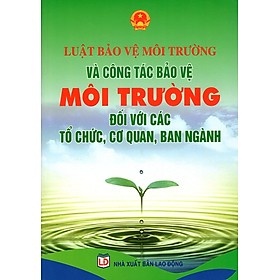 LUẬT BẢO VỆ MÔI TRƯỜNG
VÀ CÔNG TÁC BẢO VỆ
MÔI TRƯỜNG
ĐỐI VỚI CÁC
TỔ CHỨC, CƠ QUAN, BAN NGÀNH
LĐ NHÀ XUẤT BẢN LAO ĐỘNG